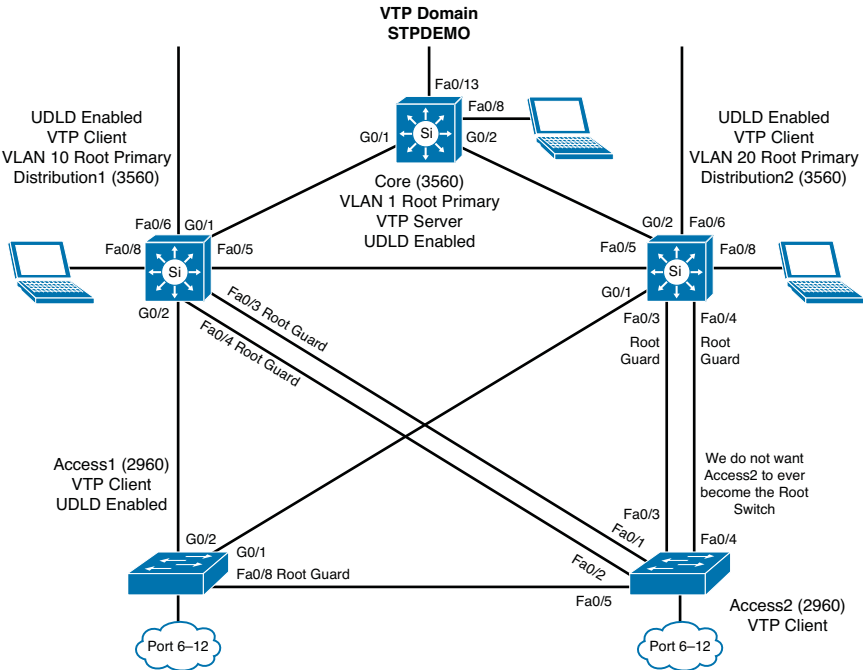 VTP Domain
STPDEMO
Fa0/13
Fa0/8
G0/1
Si
G0/2
UDLD Enabled
VTP Client
VLAN 10 Root Primary
Distribution1 (3560)
UDLD Enabled
VTP Client
VLAN 20 Root Primary
Distribution2 (3560)
Core (3560)
VLAN 1 Root Primary
VTP Server
UDLD Enabled
Fa0/6
G0/1
Fa0/8
Fa0/5
Si
G0/2
G0/2
Fa0/6
Fa0/5
Fa0/8
Si
G0/1
Fa0/3 Root Guard
Fa0/4 Root Guard
Fa0/3
Root
Guard
Fa0/4
Root
Guard
Access1 (2960)
VTP Client
UDLD Enabled
We do not want
Access2 to ever
become the Root
Switch
G0/2
G0/1
Fa0/8 Root Guard
Fa0/3
Fa0/1
Fa0/4
Fa0/2
Fa0/5
Access2 (2960)
VTP Client
Port 6–12
Port 6–12